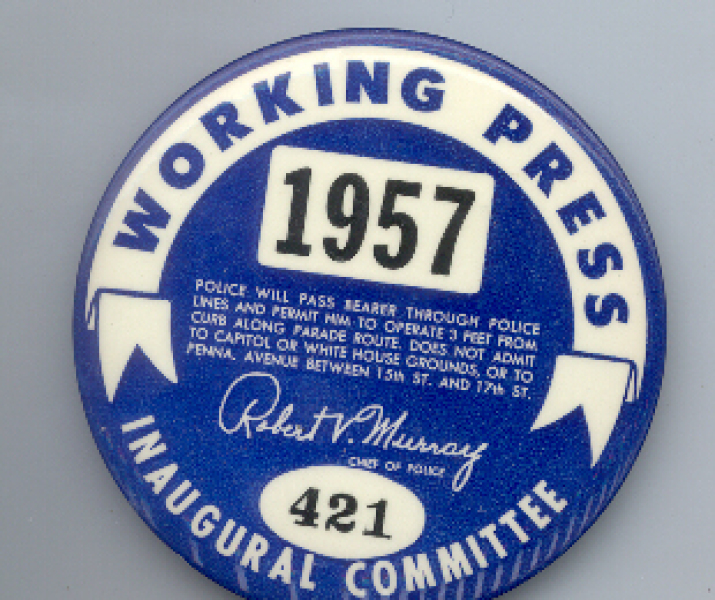 WORKING PRESS
1957
POLICE WILL PASS BEARER THROUGH POLICE
LINES AND PERMIT HIM TO OPERATE 3 FEET FROM
CURB ALONG PARADE ROUTE. DOES NOT ADMIT
TO CAPITOL OR WHITE HOUSE GROUNDS, OR TO
PENNA. AVENUE BETWEEN 15th ST. AND 17th ST.
Robert V. Murray
CHIEF OF POLICE
421
INAUGURAL COMMITTEE